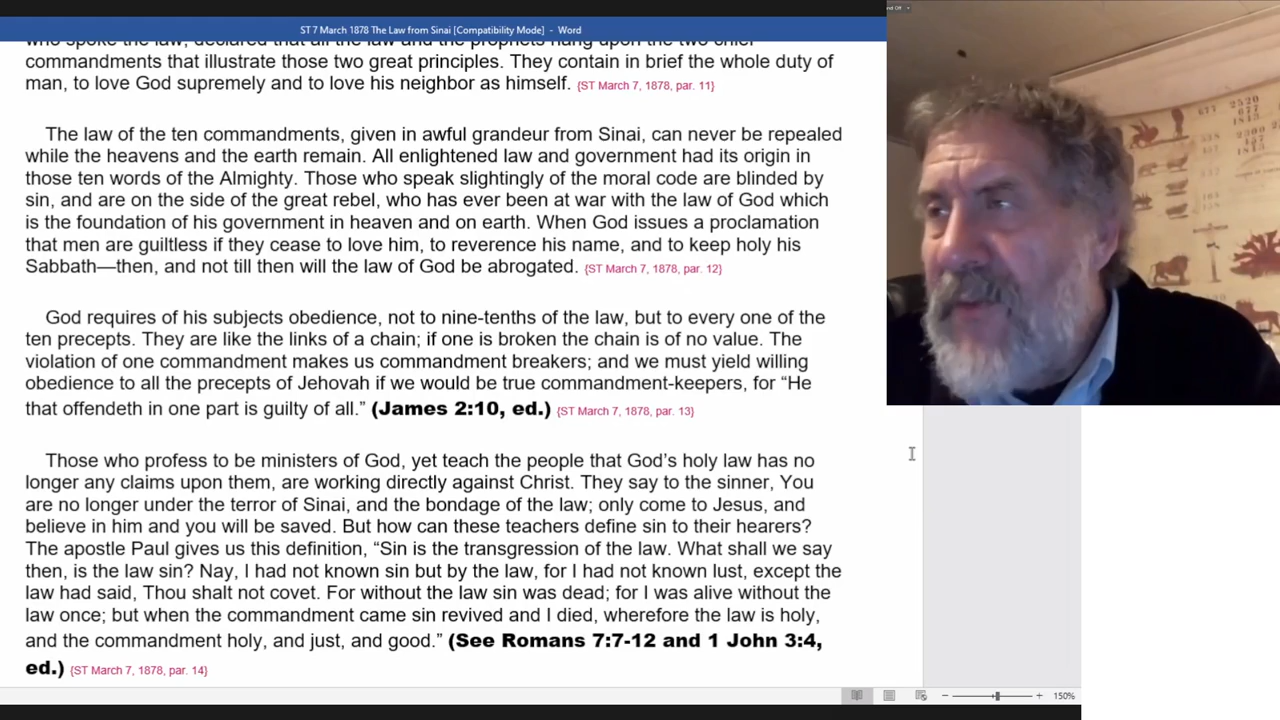 ST 7 March 1878 The Law from Sinai [Compatibility Mode] - Word
who spoke the law, declared that all the law and the prophets hung upon the two chief
commandments that illustrate those two great principles. They contain in brief the whole duty of
man, to love God supremely and to love his neighbor as himself. {ST March 7, 1878, par. 11}
The law of the ten commandments, given in awful grandeur from Sinai, can never be repealed
while the heavens and the earth remain. All enlightened law and government had its origin in
those ten words of the Almighty. Those who speak slightingly of the moral code are blinded by
sin, and are on the side of the great rebel, who has ever been at war with the law of God which
is the foundation of his government in heaven and on earth. When God issues a proclamation
that men are guiltless if they cease to love him, to reverence his name, and to keep holy his
Sabbath—then, and not till then will the law of God be abrogated. {ST March 7, 1878, par. 12}
God requires of his subjects obedience, not to nine-tenths of the law, but to every one of the
ten precepts. They are like the links of a chain; if one is broken the chain is of no value. The
violation of one commandment makes us commandment breakers; and we must yield willing
obedience to all the precepts of Jehovah if we would be true commandment-keepers, for “He
that offendeth in one part is guilty of all.” (James 2:10, ed.) {ST March 7, 1878, par. 13}
Those who profess to be ministers of God, yet teach the people that God’s holy law has no
longer any claims upon them, are working directly against Christ. They say to the sinner, You
are no longer under the terror of Sinai, and the bondage of the law; only come to Jesus, and
believe in him and you will be saved. But how can these teachers define sin to their hearers?
The apostle Paul gives us this definition, “Sin is the transgression of the law. What shall we say
then, is the law sin? Nay, I had not known sin but by the law, for I had not known lust, except the
law had said, Thou shalt not covet. For without the law sin was dead; for I was alive without the
law once; but when the commandment came sin revived and I died, wherefore the law is holy,
and the commandment holy, and just, and good.” (See Romans 7:7-12 and 1 John 3:4,
ed.) {ST March 7, 1878, par. 14}
150%
677 2520
1843
2300
1843